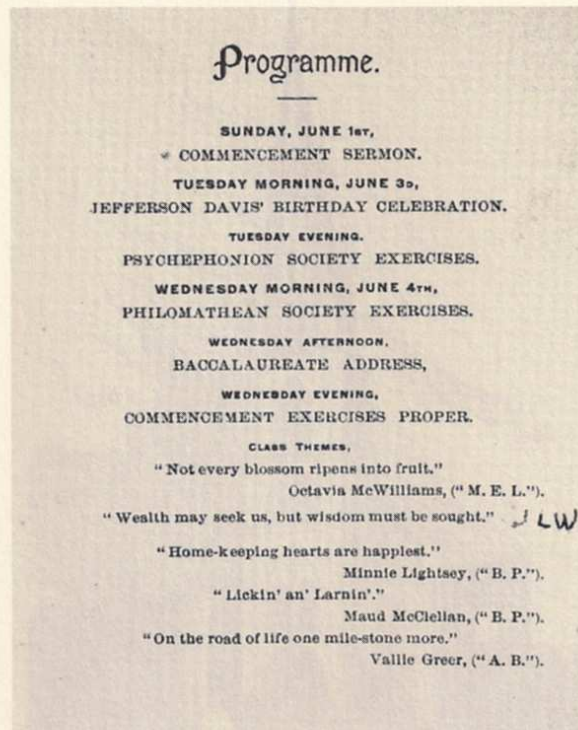 Programme.
SUNDAY, JUNE 1ST,
COMMENCEMENT SERMON.
TUESDAY MORNING, JUNE 3D,
JEFFERSON DAVIS' BIRTHDAY CELEBRATION.
TUESDAY EVENING.
PSYCHEPHONION SOCIETY EXERCISES.
WEDNESDAY MORNING, JUNE 4TH,
PHILOMATHEAN SOCIETY EXERCISES.
WEDNESDAY AFTERNOON,
BACCALAUREATE ADDRESS,
WEDNESDAY EVENING,
COMMENCEMENT EXERCISES PROPER.
CLASS THEMES,
"Not every blossom ripens into fruit."
Octavia McWilliams, ("M. E. L.").
"Wealth may seek us, but wisdom must be sought." J LW
"Home-keeping hearts are happiest."
Minnie Lightsey, ("B. P.").
"Lickin' an' Larnin'."
Maud McClellan, ("B. P.").
"On the road of life one mile-stone more."
Vallie Greer, ("A. B.").